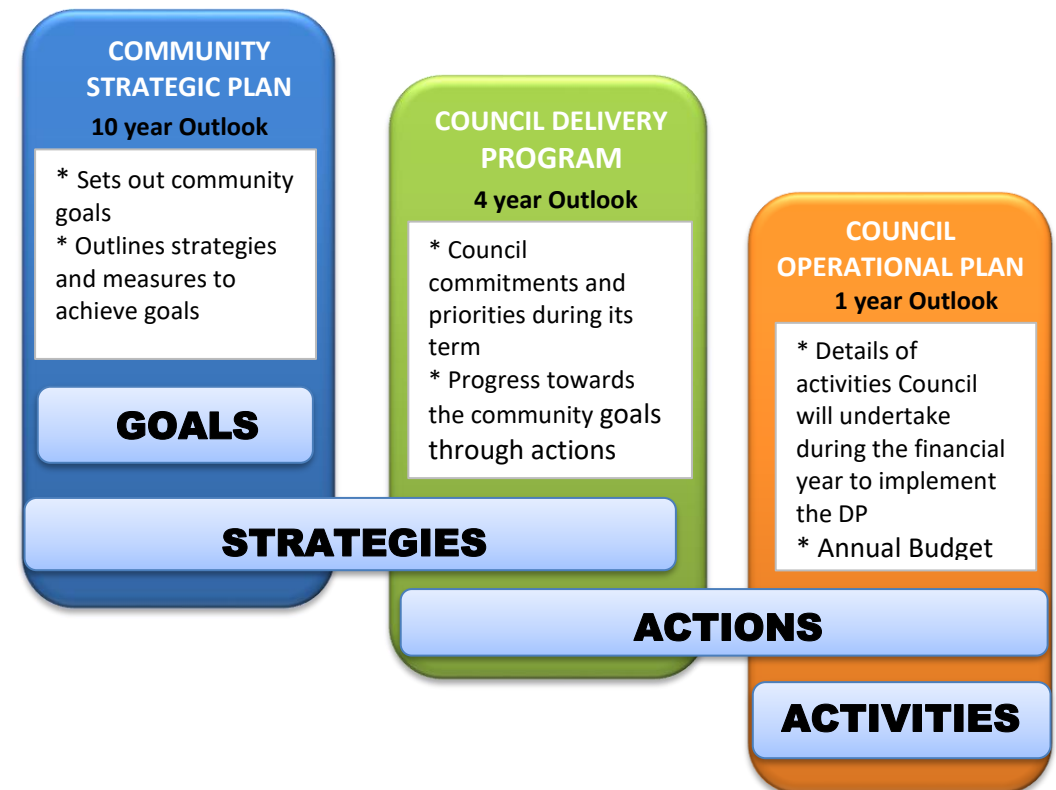 COMMUNITY
STRATEGIC PLAN
10 year Outlook
* Sets out community
goals
* Outlines strategies
and measures to
achieve goals
GOALS
STRATEGIES
COUNCIL DELIVERY
PROGRAM
4 year Outlook
* Council
commitments and
priorities during its
term
* Progress towards
the community goals
through actions
ACTIONS
COUNCIL
OPERATIONAL PLAN
1 year Outlook
* Details of
activities Council
will undertake
during the financial
year to implement
the DP
* Annual Budget
ACTIVITIES